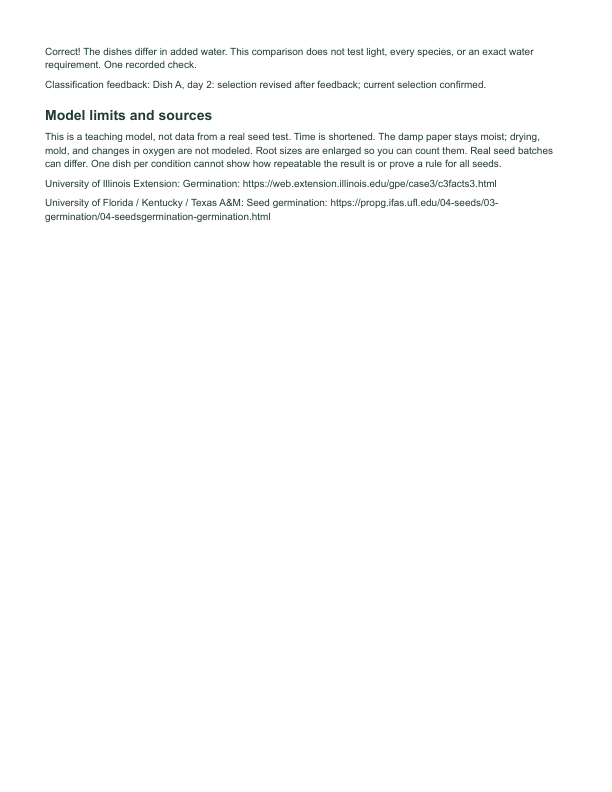 Correct! The dishes differ in added water. This comparison does not test light, every species, or an exact water
requirement. One recorded check.
Classification feedback: Dish A, day 2: selection revised after feedback; current selection confirmed.
Model limits and sources
This is a teaching model, not data from a real seed test. Time is shortened. The damp paper stays moist; drying,
mold, and changes in oxygen are not modeled. Root sizes are enlarged so you can count them. Real seed batches
can differ. One dish per condition cannot show how repeatable the result is or prove a rule for all seeds.
University of Illinois Extension: Germination: https://web.extension.illinois.edu/gpe/case3/c3facts3.html
University of Florida / Kentucky / Texas A&M: Seed germination: https://propg.ifas.ufl.edu/04-seeds/03-
germination/04-seedsgermination-germination.html